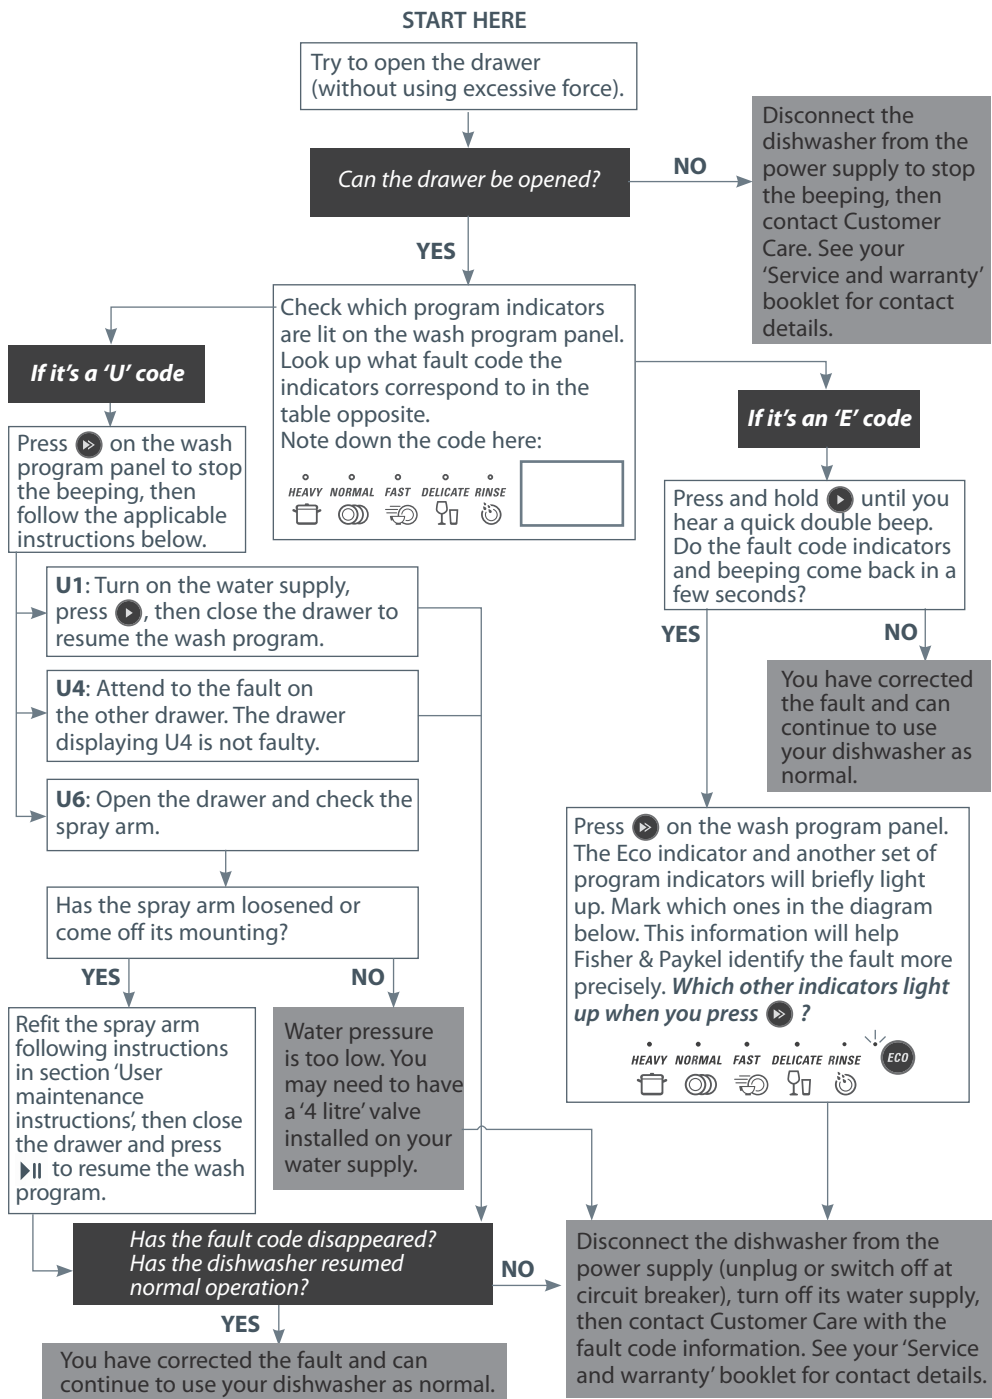 START HERE
Try to open the drawer
(without using excessive force).
Can the drawer be opened?
NO
Disconnect the
dishwasher from the
power supply to stop
the beeping, then
contact Customer
Care. See your
‘Service and warranty’
booklet for contact
details.
YES
Check which program indicators
are lit on the wash program panel.
Look up what fault code the
indicators correspond to in the
table opposite.
Note down the code here:
HEAVY NORMAL FAST DELICATE RINSE
If it’s a ‘U’ code
Press on the wash
program panel to stop
the beeping, then
follow the applicable
instructions below.
U1: Turn on the water supply,
press , then close the drawer to
resume the wash program.
U4: Attend to the fault on
the other drawer. The drawer
displaying U4 is not faulty.
U6: Open the drawer and check the
spray arm.
Has the spray arm loosened or
come off its mounting?
YES
NO
Refit the spray arm
following instructions
in section ‘User
maintenance
instructions’, then close
the drawer and press
to resume the wash
program.
Water pressure
is too low. You
may need to have
a ‘4 litre’ valve
installed on your
water supply.
If it’s an ‘E’ code
Press and hold until you
hear a quick double beep.
Do the fault code indicators
and beeping come back in a
few seconds?
YES
NO
You have corrected
the fault and can
continue to use
your dishwasher as
normal.
Press on the wash program panel.
The Eco indicator and another set of
program indicators will briefly light
up. Mark which ones in the diagram
below. This information will help
Fisher & Paykel identify the fault more
precisely. Which other indicators light
up when you press ?
HEAVY NORMAL FAST DELICATE RINSE ECO
Has the fault code disappeared?
Has the dishwasher resumed
normal operation?
NO
YES
You have corrected the fault and can
continue to use your dishwasher as normal.
Disconnect the dishwasher from the
power supply (unplug or switch off at
circuit breaker), turn off its water supply,
then contact Customer Care with the
fault code information. See your ‘Service
and warranty’ booklet for contact details.